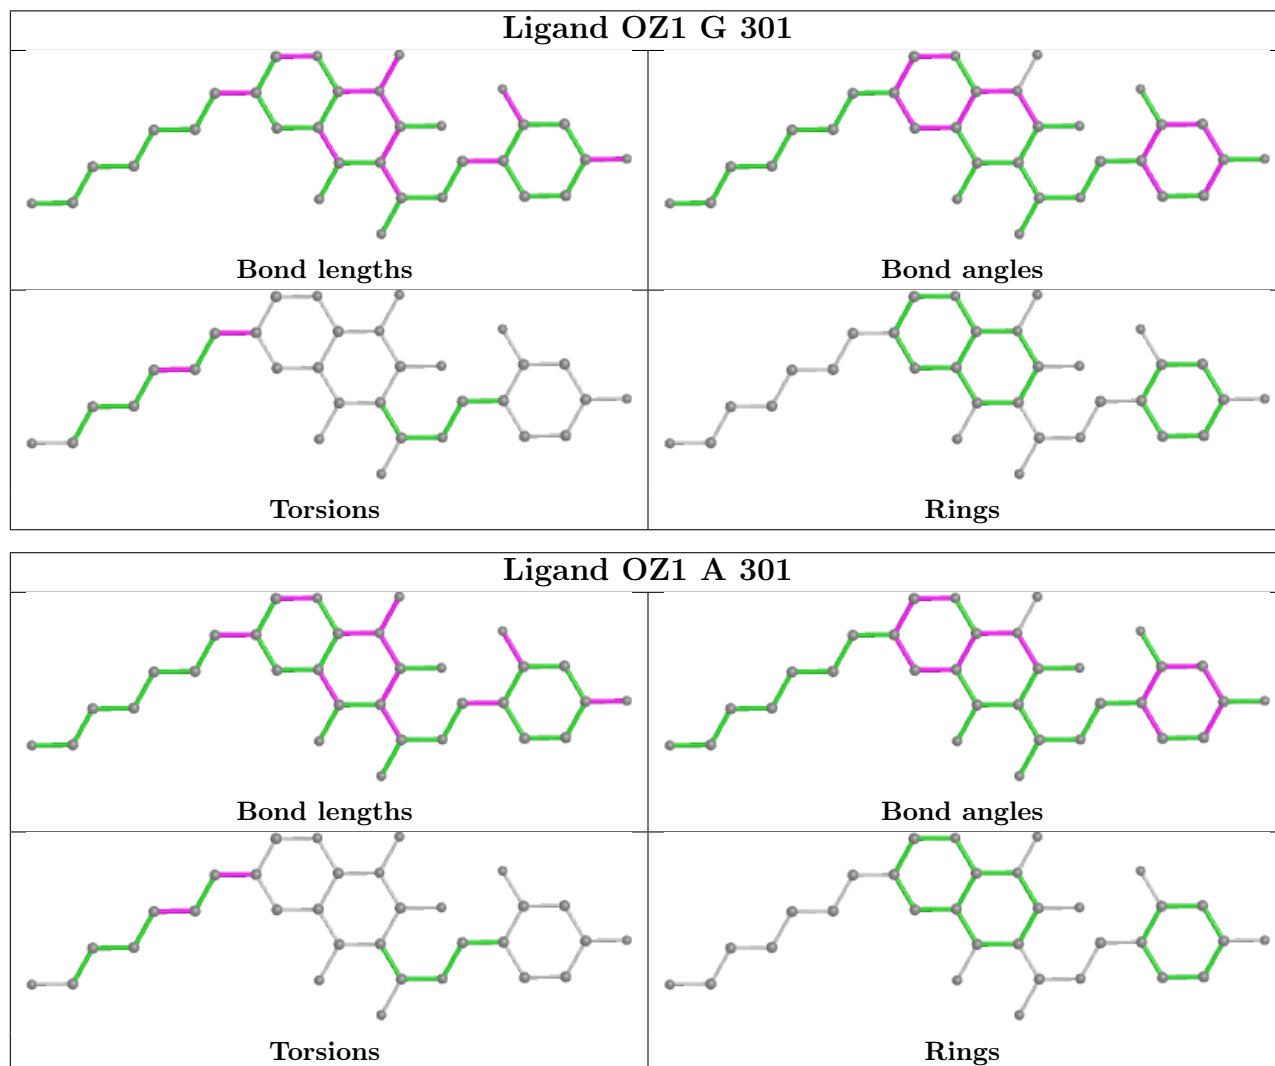 Ligand OZ1 G 301
Bond lengths
Bond angles
Torsions
Rings
Ligand OZ1 A 301
Bond lengths
Bond angles
Torsions
Rings